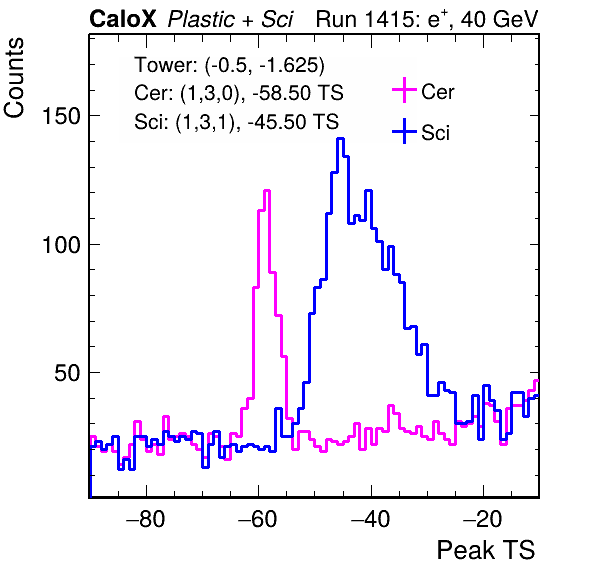 CaloX Plastic + Sci Run 1415: e+, 40 GeV
Counts
Tower: (-0.5, -1.625)
Cer: (1,3,0), -58.50 TS
Sci: (1,3,1), -45.50 TS
Cer
Sci
150
100
50
−80 −60 −40 −20
Peak TS